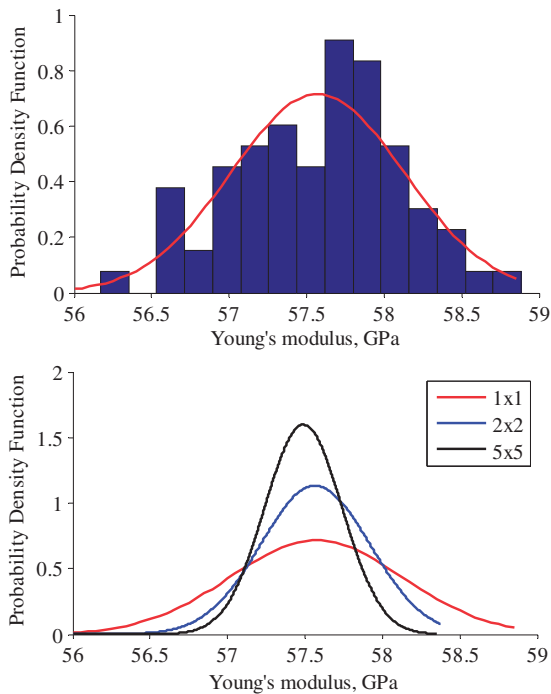 Probability Density Function
1
0.8
0.6
0.4
0.2
0
56 56.5 57 57.5 58 58.5 59
Young's modulus, GPa
Probability Density Function
2
1.5
1
0.5
0
1x1
2x2
5x5
56 56.5 57 57.5 58 58.5 59
Young's modulus, GPa